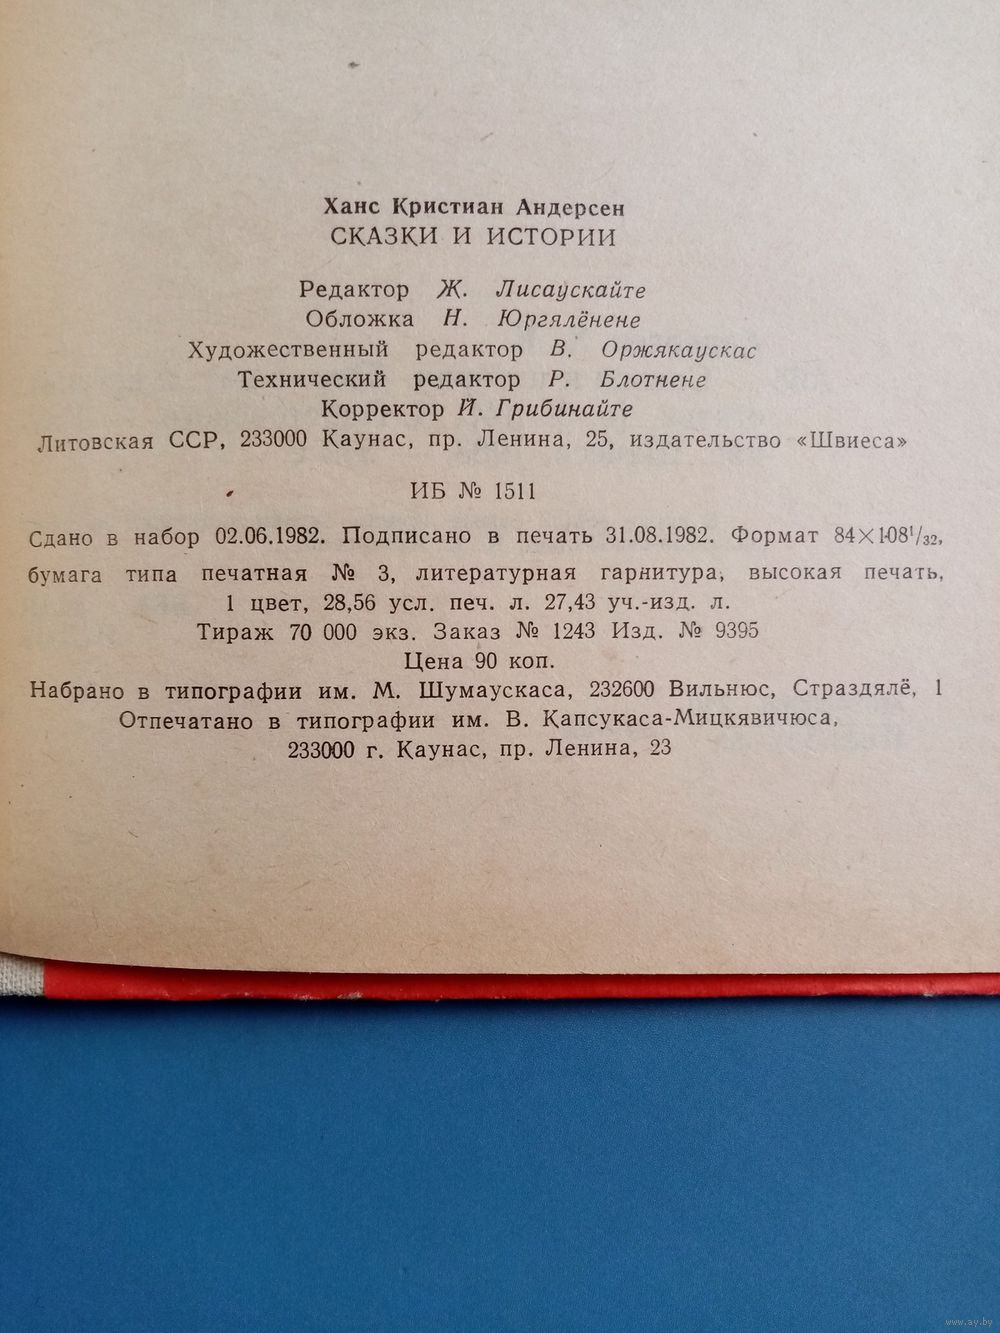 Ханс Кристиан Андерсен
СКАЗКИ И ИСТОРИИ
Редактор Ж. Лисаускайте
Обложка Н. Юргялёнене
Художественный редактор В. Оржякаускас
Технический редактор Р. Блотнене
Корректор Й. Грибинайте
Литовская ССР, 233000 Каунас, пр. Ленина, 25, издательство «Швиеса»
ИБ № 1511
Сдано в набор 02.06.1982. Подписано в печать 31.08.1982. Формат 84×108¹/₃₂,
бумага типа печатная № 3, литературная гарнитура, высокая печать,
1 цвет, 28,56 усл. печ. л. 27,43 уч.-изд. л.
Тираж 70 000 экз. Заказ № 1243 Изд. № 9395
Цена 90 коп.
Набрано в типографии им. М. Шумаускаса, 232600 Вильнюс, Страздялё, 1
Отпечатано в типографии им. В. Капсукаса-Мицкявичюса,
233000 г. Каунас, пр. Ленина, 23
www.ay.by